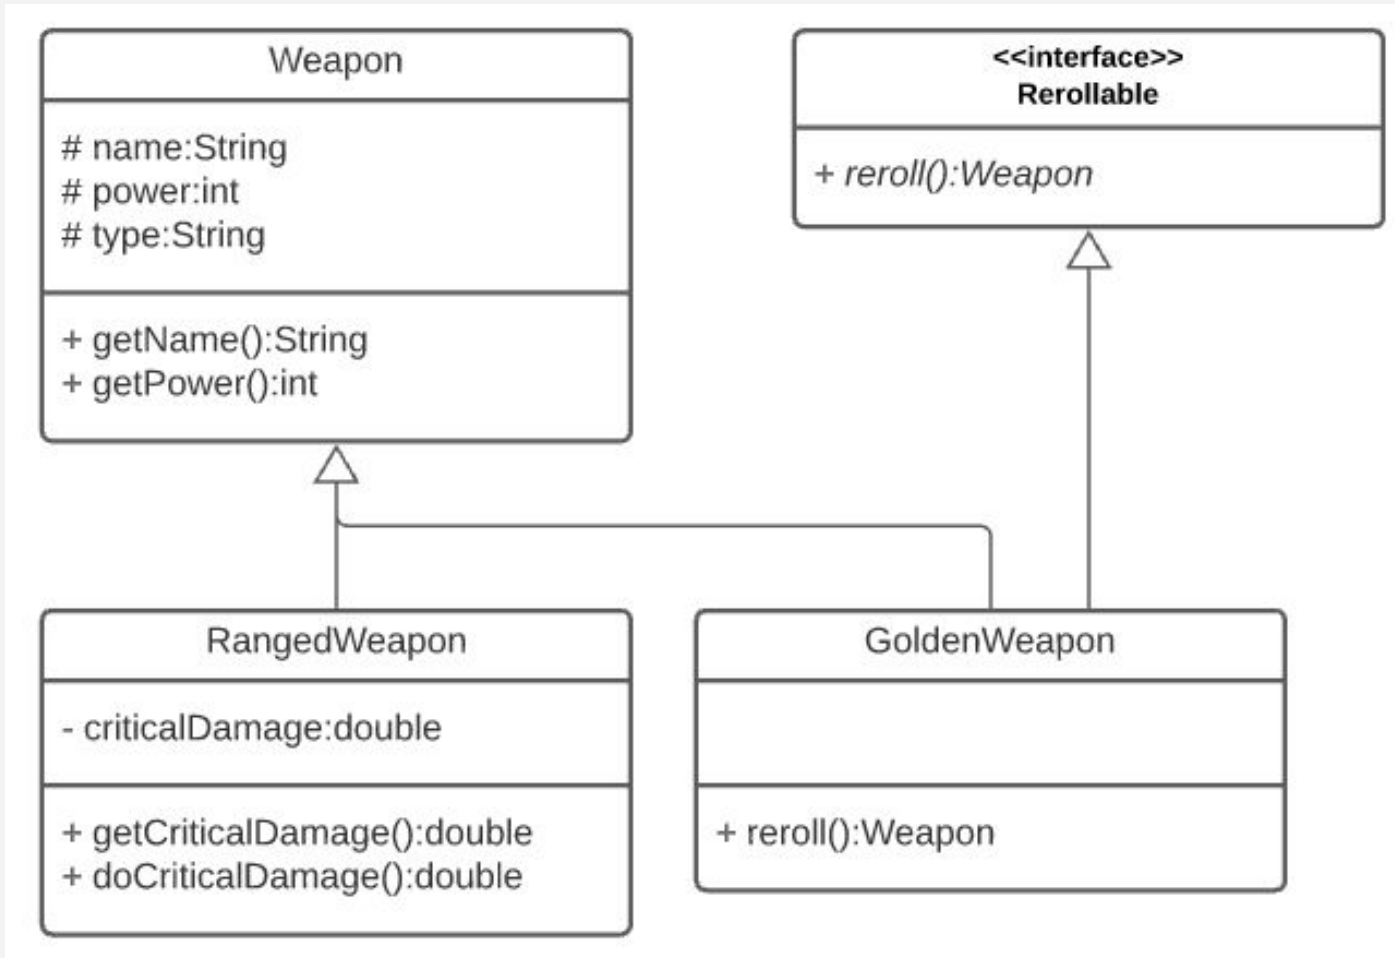 Weapon
# name:String
# power:int
# type:String
+ getName():String
+ getPower():int
<<interface>>
Rerollable
+ reroll():Weapon
RangedWeapon
- criticalDamage:double
+ getCriticalDamage():double
+ doCriticalDamage():double
GoldenWeapon
+ reroll():Weapon